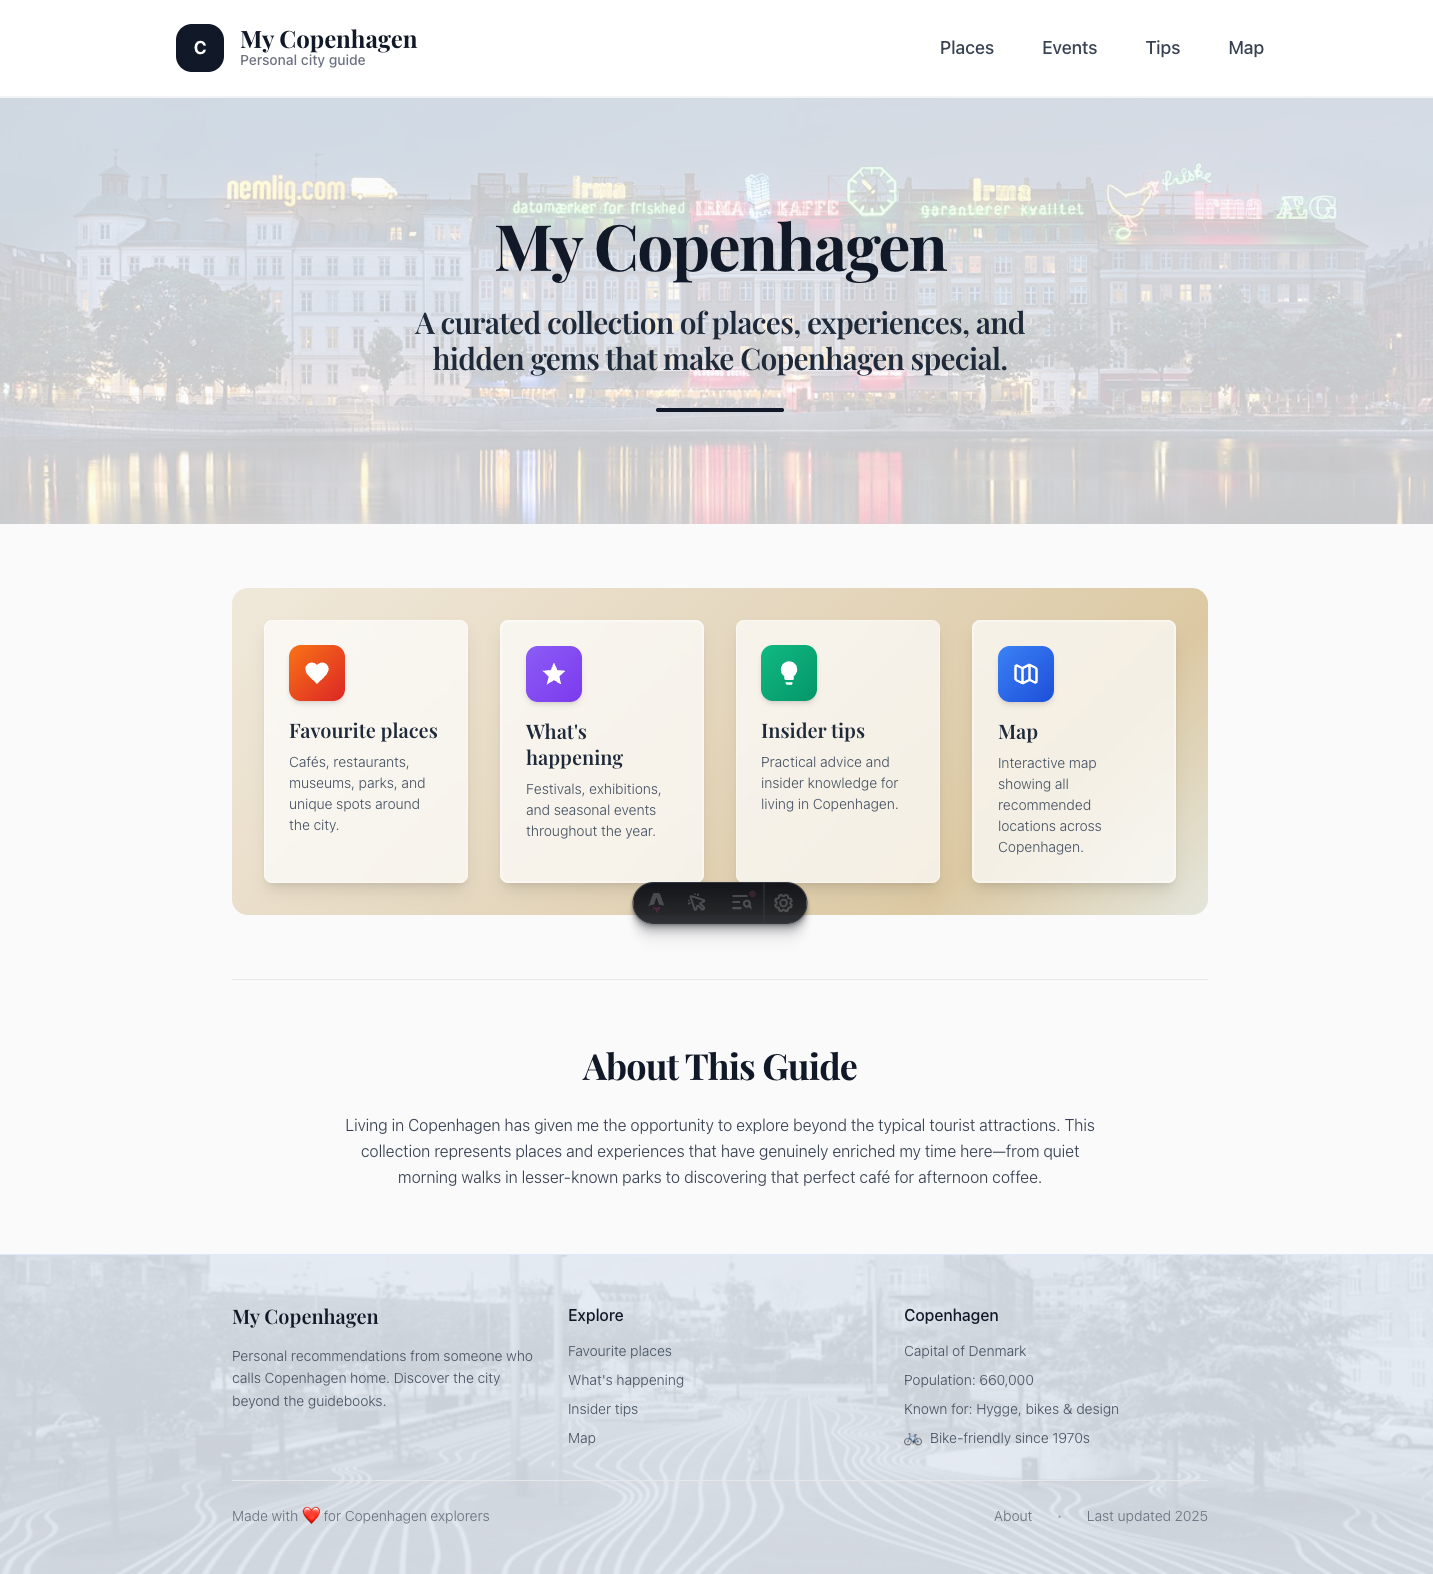 C
My Copenhagen
Personal city guide
Places
Events
Tips
Map
nemlig.com
Irma
datomærker for friskhed
IRMA
KAFFE
Irma
garanterer kvalitet
friske
Irma
ÆG
My Copenhagen
A curated collection of places, experiences, and
hidden gems that make Copenhagen special.
Favourite places
Cafés, restaurants,
museums, parks, and
unique spots around
the city.
What's
happening
Festivals, exhibitions,
and seasonal events
throughout the year.
Insider tips
Practical advice and
insider knowledge for
living in Copenhagen.
Map
Interactive map
showing all
recommended
locations across
Copenhagen.
About This Guide
Living in Copenhagen has given me the opportunity to explore beyond the typical tourist attractions. This
collection represents places and experiences that have genuinely enriched my time here—from quiet
morning walks in lesser-known parks to discovering that perfect café for afternoon coffee.
My Copenhagen
Personal recommendations from someone who
calls Copenhagen home. Discover the city
beyond the guidebooks.
Explore
Favourite places
What's happening
Insider tips
Map
Copenhagen
Capital of Denmark
Population: 660,000
Known for: Hygge, bikes & design
🚲 Bike-friendly since 1970s
Made with ❤️ for Copenhagen explorers
About · Last updated 2025